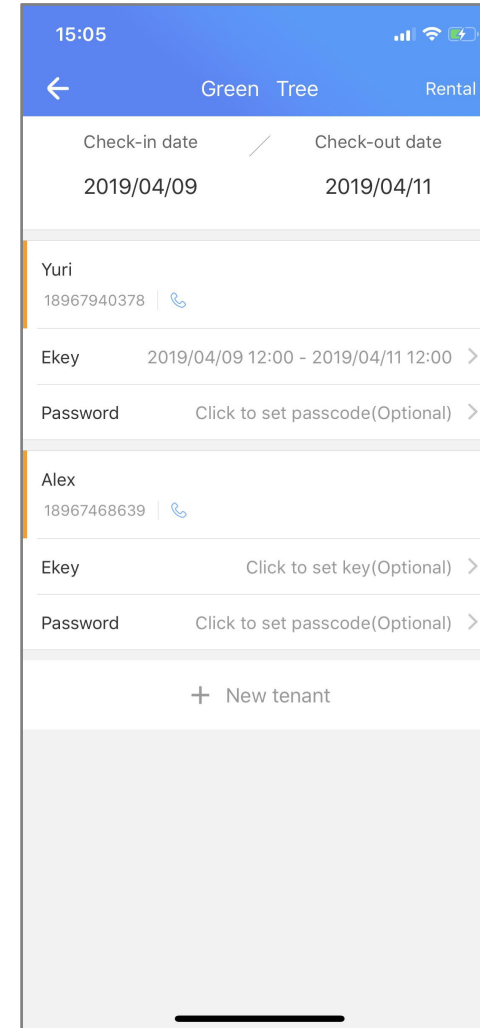 15:05
Green Tree Rental
Check-in date Check-out date
2019/04/09 2019/04/11
Yuri
18967940378
Ekey 2019/04/09 12:00 - 2019/04/11 12:00
Password Click to set passcode(Optional)
Alex
18967468639
Ekey Click to set key(Optional)
Password Click to set passcode(Optional)
+ New tenant